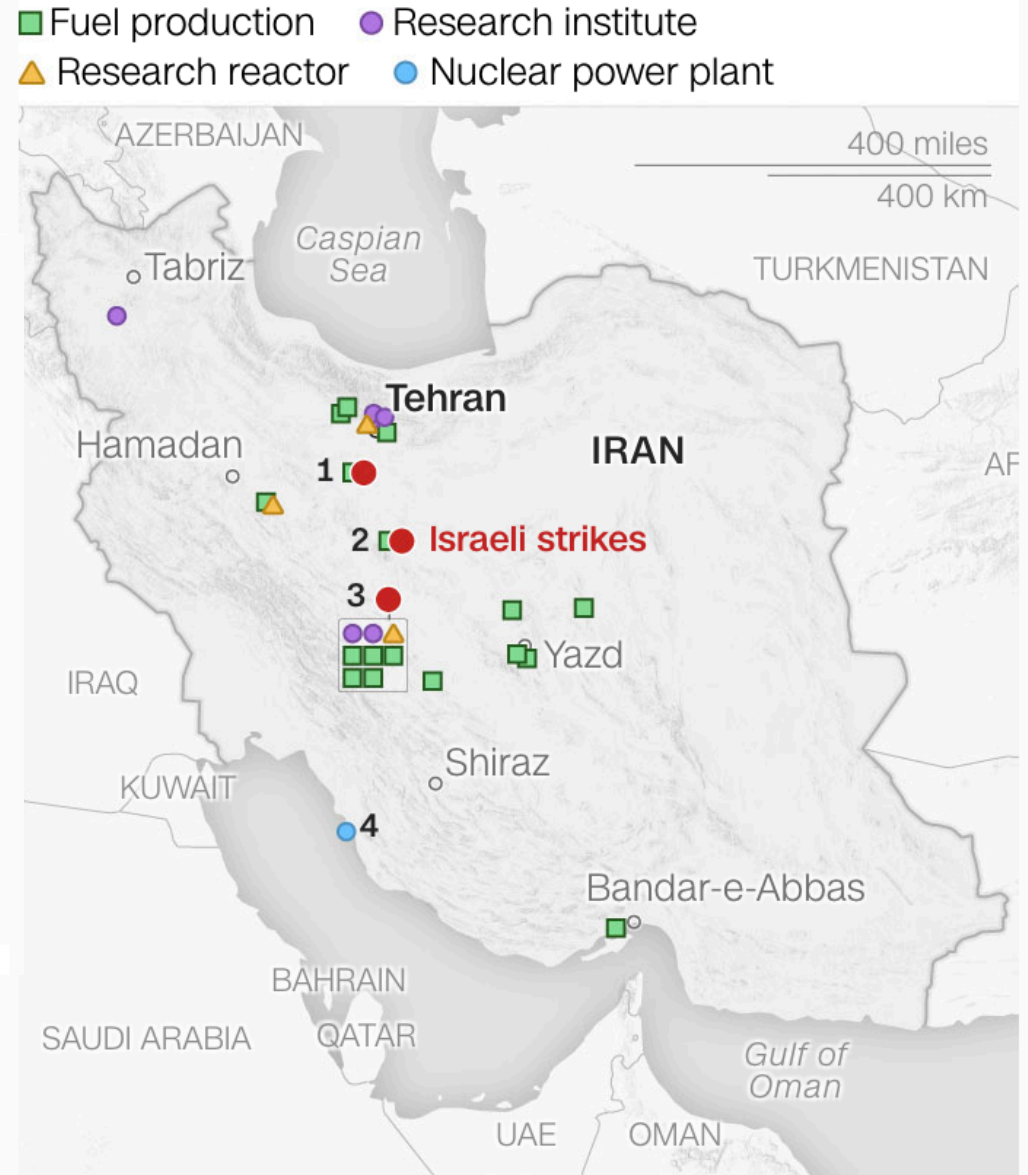 Fuel production
Research institute
Research reactor
Nuclear power plant
AZERBAIJAN
400 miles
400 km
Caspian
Sea
TURKMENISTAN
Tabriz
Tehran
Hamadan
IRAN
AF
1
2
Israeli strikes
3
Yazd
IRAQ
Shiraz
KUWAIT
4
Bandar-e-Abbas
BAHRAIN
SAUDI ARABIA
QATAR
Gulf of
Oman
UAE
OMAN